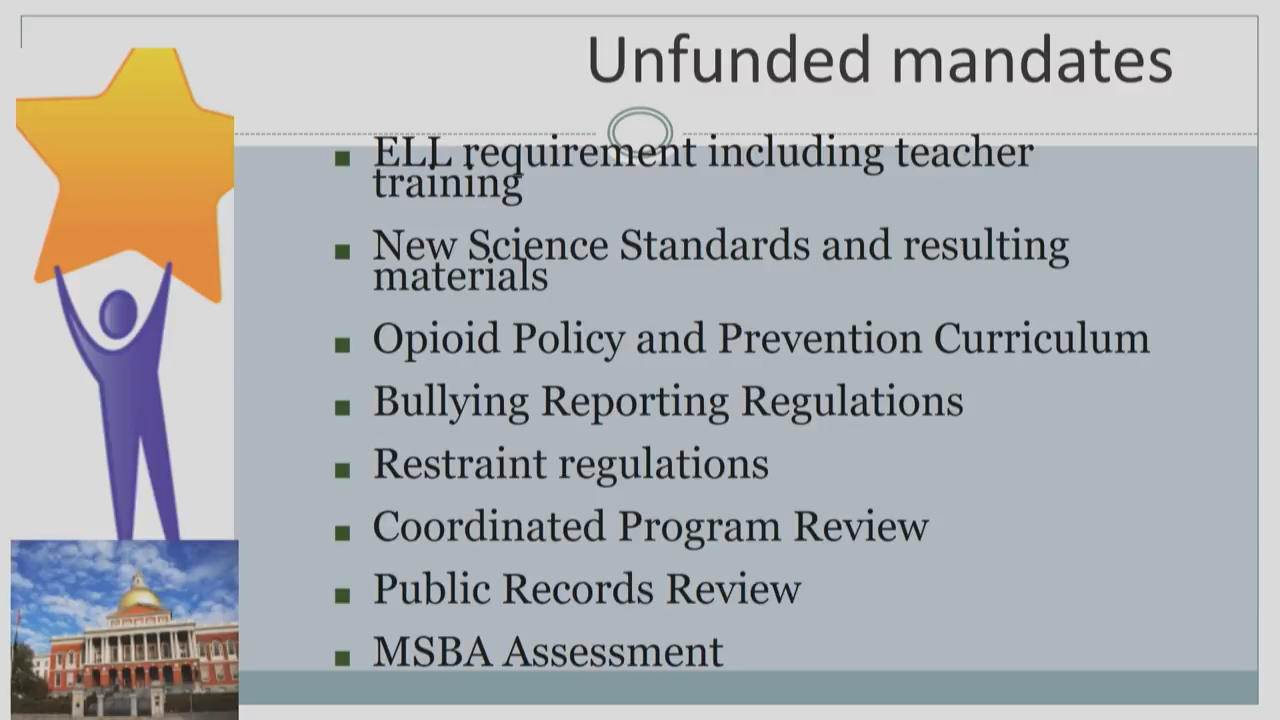 Unfunded mandates
ELL requirement including teacher
training
New Science Standards and resulting
materials
Opioid Policy and Prevention Curriculum
Bullying Reporting Regulations
Restraint regulations
Coordinated Program Review
Public Records Review
MSBA Assessment